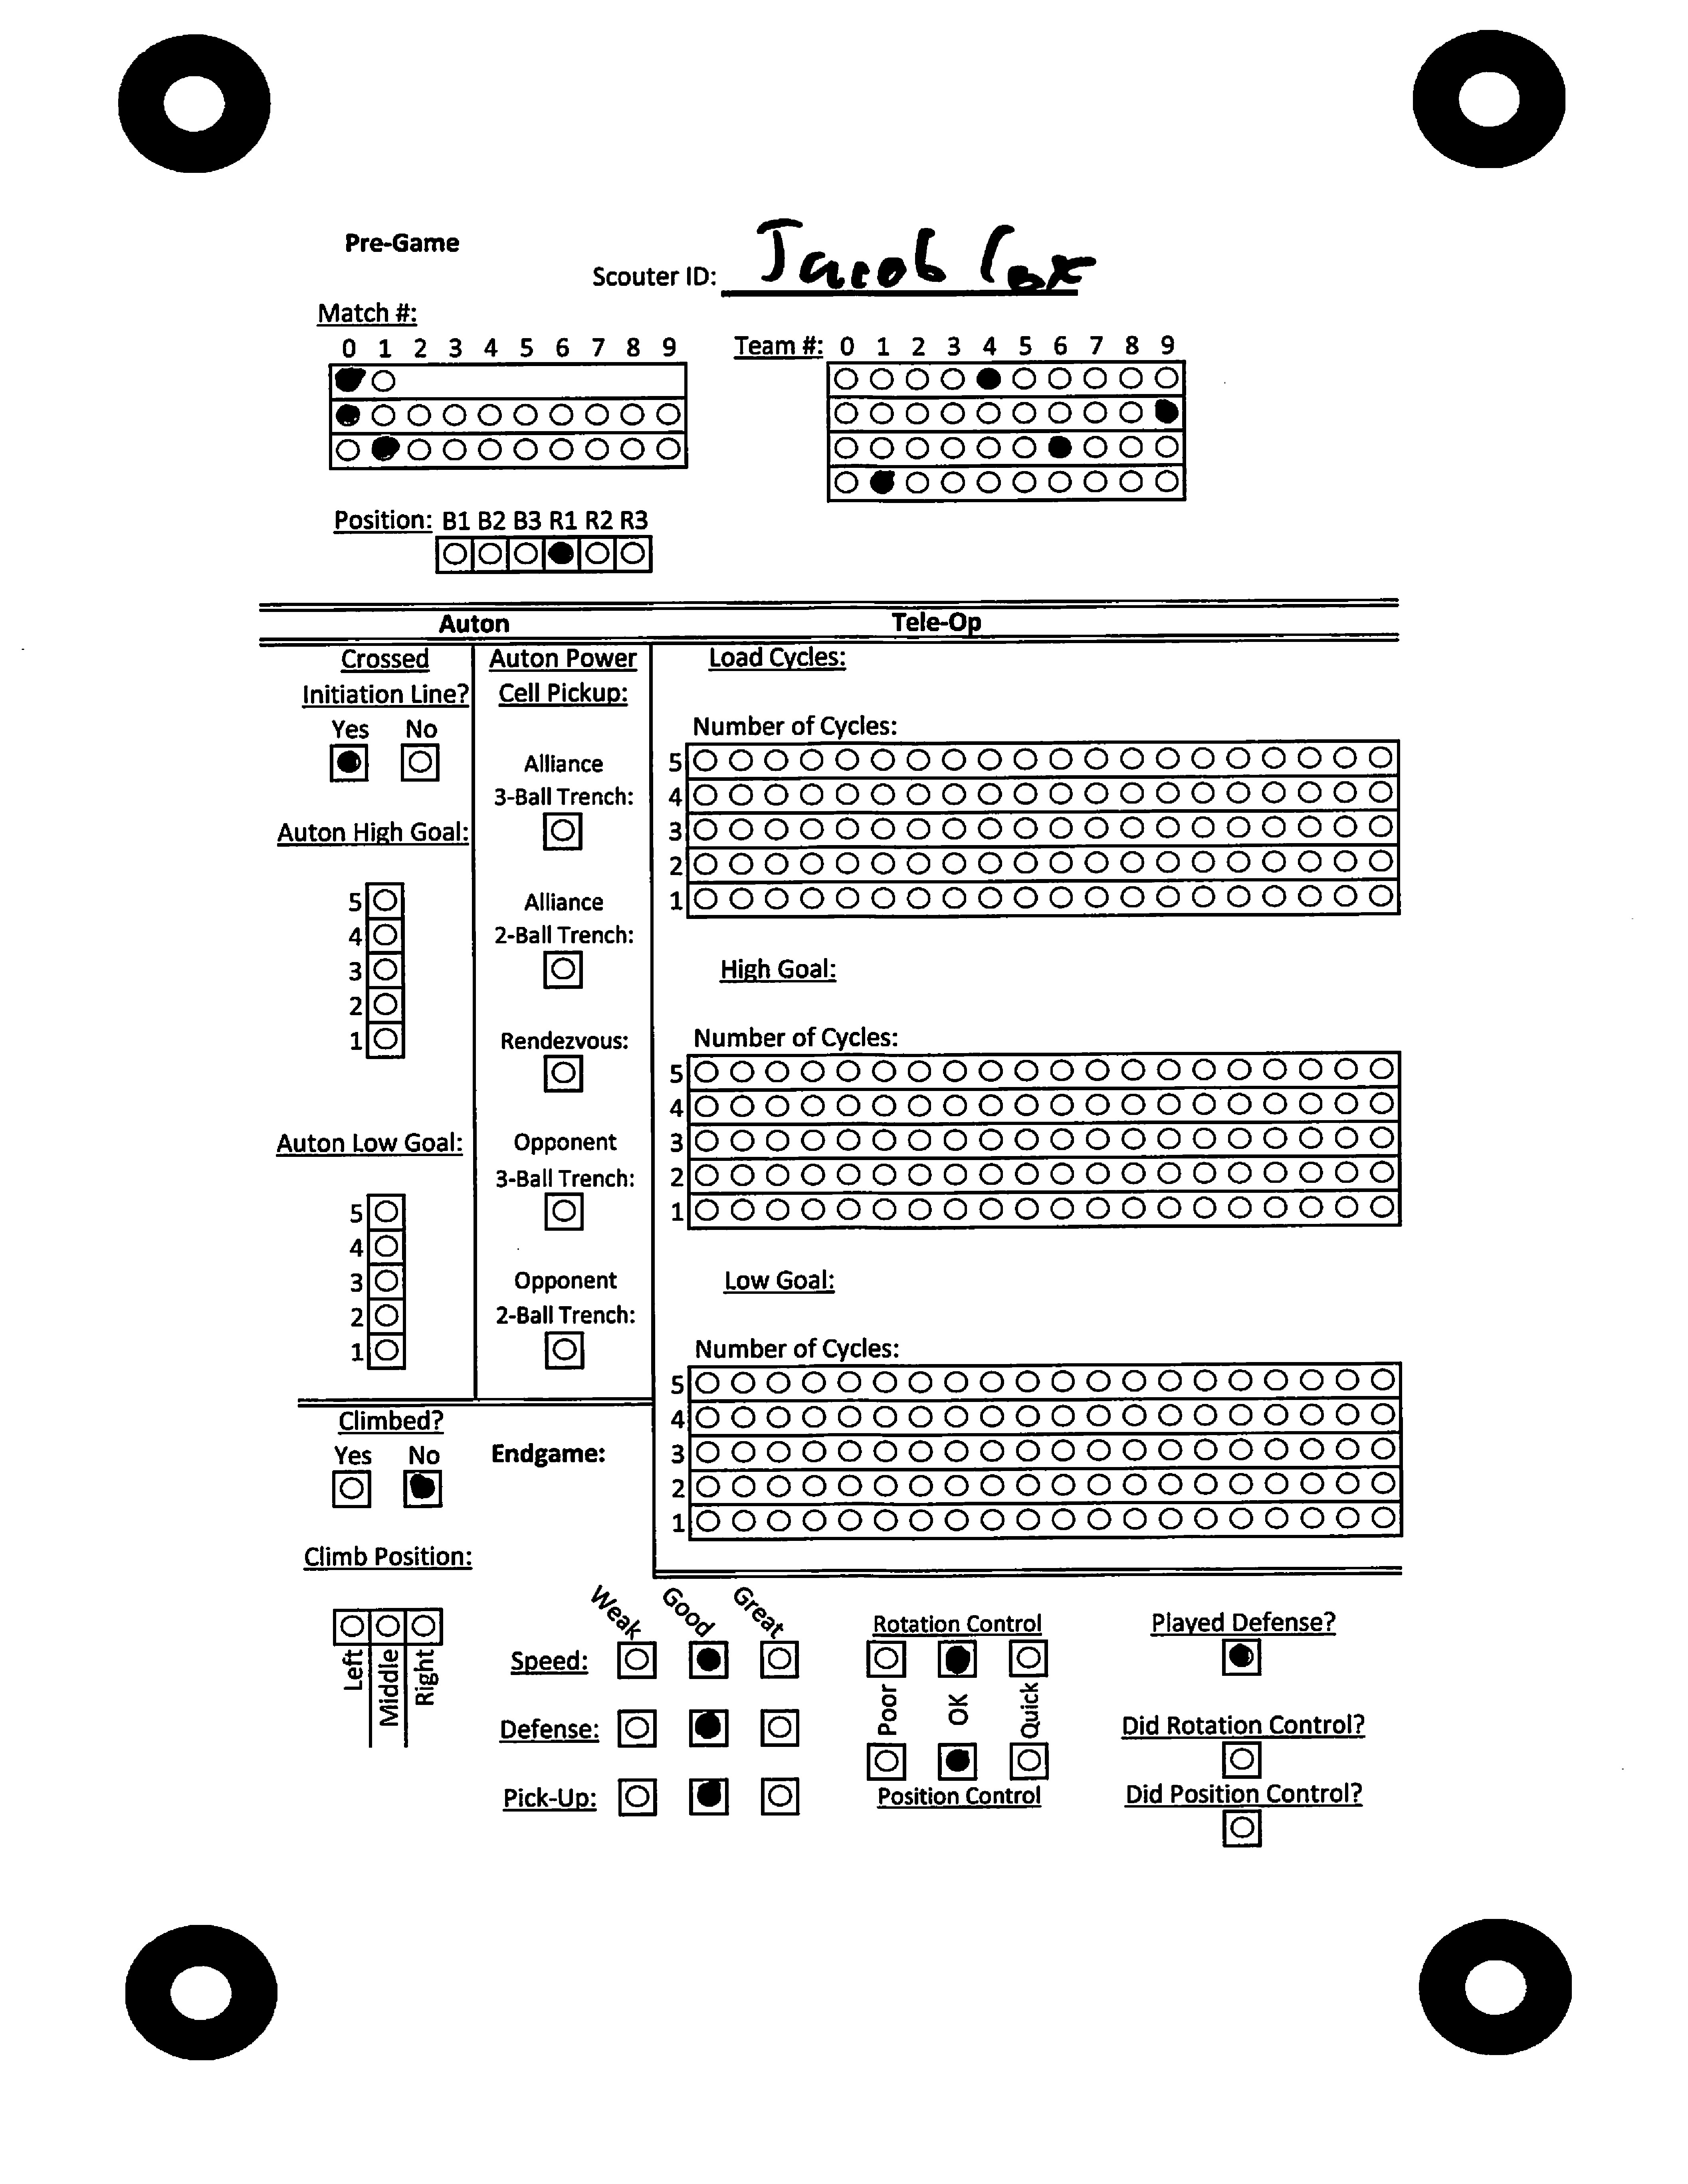 Pre-Game
Scouter ID: Jacob Cox
Match #:
0 1 2 3 4 5 6 7 8 9
Team #: 0 1 2 3 4 5 6 7 8 9
Position: B1 B2 B3 R1 R2 R3
Auton
Tele-Op
Crossed
Initiation Line?
Yes No
Auton High Goal:
5
4
3
2
1
Auton Low Goal:
5
4
3
2
1
Auton Power
Cell Pickup:
Alliance
3-Ball Trench:
Alliance
2-Ball Trench:
Rendezvous:
Opponent
3-Ball Trench:
Opponent
2-Ball Trench:
Load Cycles:
Number of Cycles:
5
4
3
2
1
High Goal:
Number of Cycles:
5
4
3
2
1
Low Goal:
Number of Cycles:
5
4
3
2
1
Climbed?
Yes No
Endgame:
Climb Position:
Left Middle Right
Weak Good Great
Speed:
Defense:
Pick-Up:
Rotation Control
Poor OK Quick
Position Control
Played Defense?
Did Rotation Control?
Did Position Control?